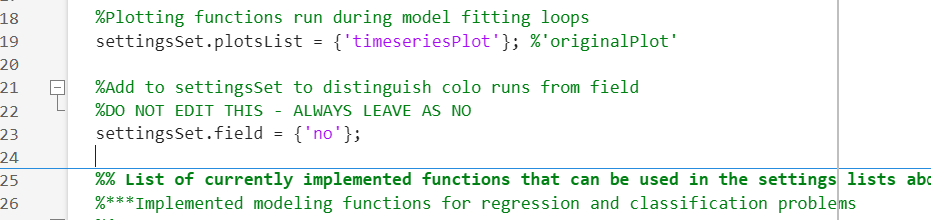 18 %Plotting functions run during model fitting loops
19 settingsSet.plotsList = {'timeseriesPlot'}; %'originalPlot'
20
21 %Add to settingsSet to distinguish colo runs from field
22 %DO NOT EDIT THIS - ALWAYS LEAVE AS NO
23 settingsSet.field = {'no'};
24
25 %% List of currently implemented functions that can be used in the settings lists
26 %***Implemented modeling functions for regression and classification problems